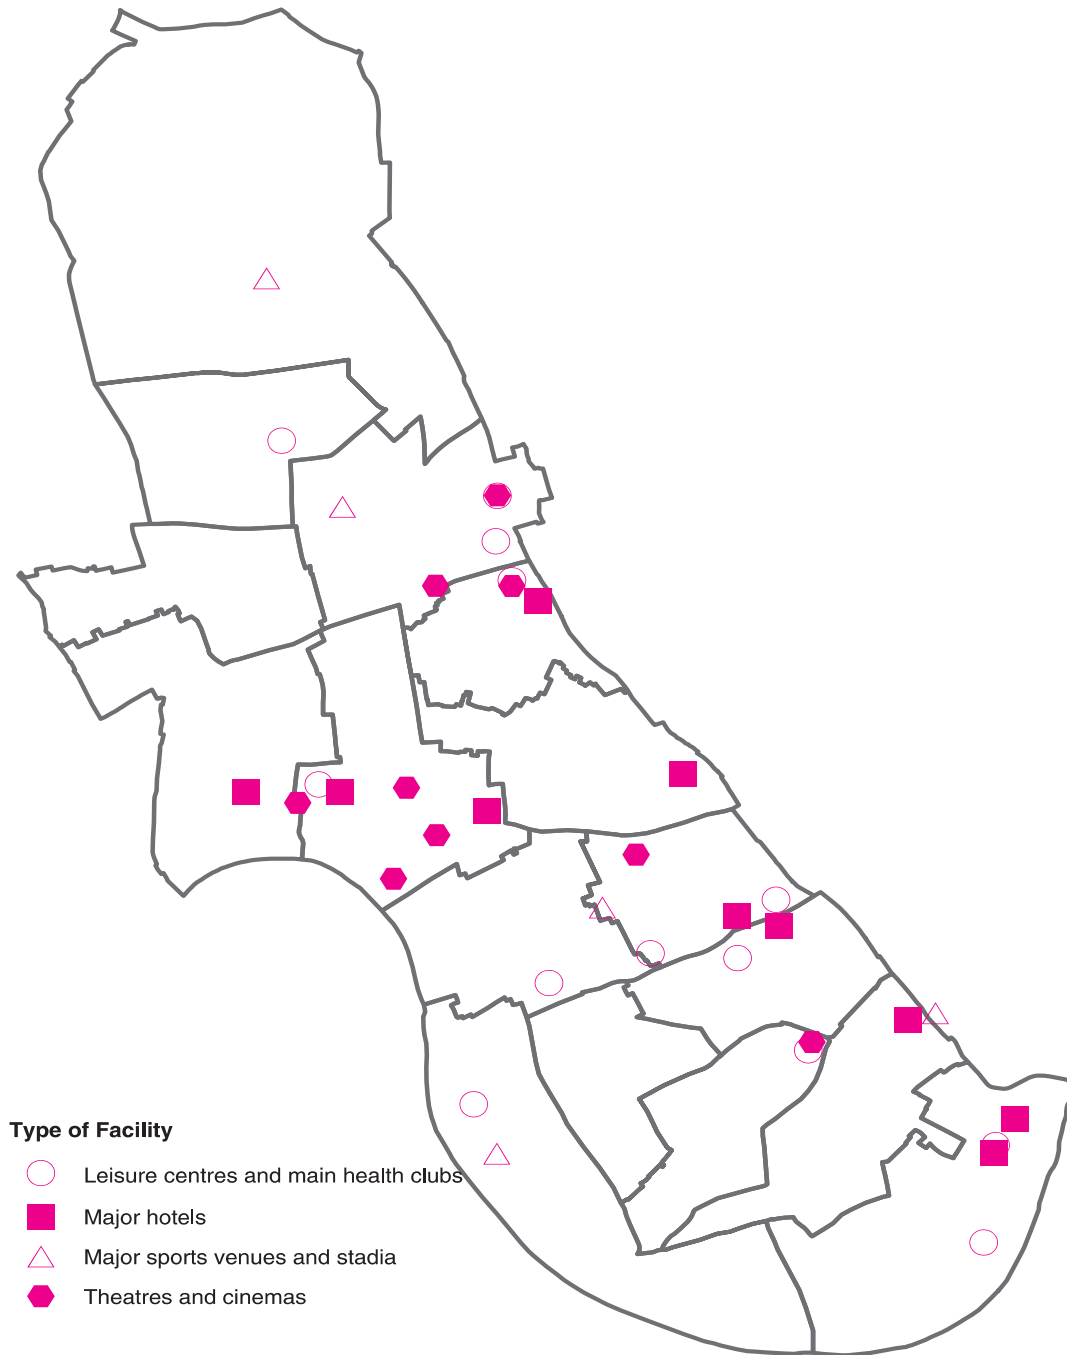 Type of Facility
Leisure centres and main health clubs
Major hotels
Major sports venues and stadia
Theatres and cinemas